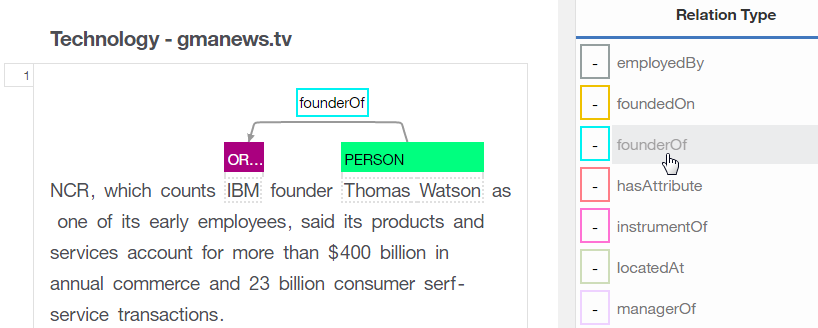 Technology - gmanews.tv
1
founderOf
OR... PERSON
NCR, which counts IBM founder Thomas Watson as
one of its early employees, said its products and
services account for more than $400 billion in
annual commerce and 23 billion consumer serf-
service transactions.
Relation Type
- employedBy
- foundedOn
- founderOf
- hasAttribute
- instrumentOf
- locatedAt
- managerOf